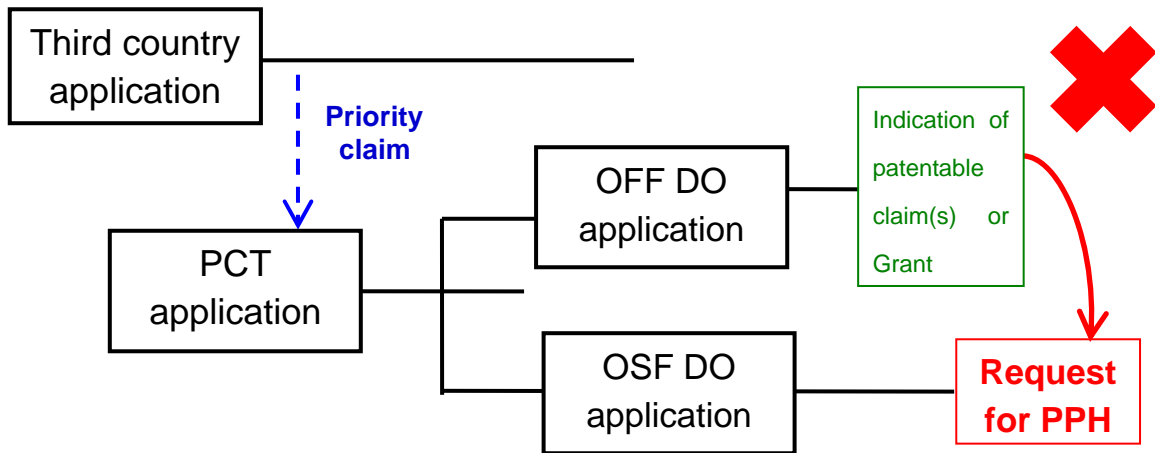 Third country
application
Priority
claim
PCT
application
OFF DO
application
Indication of
patentable
claim(s) or
Grant
OSF DO
application
Request
for PPH